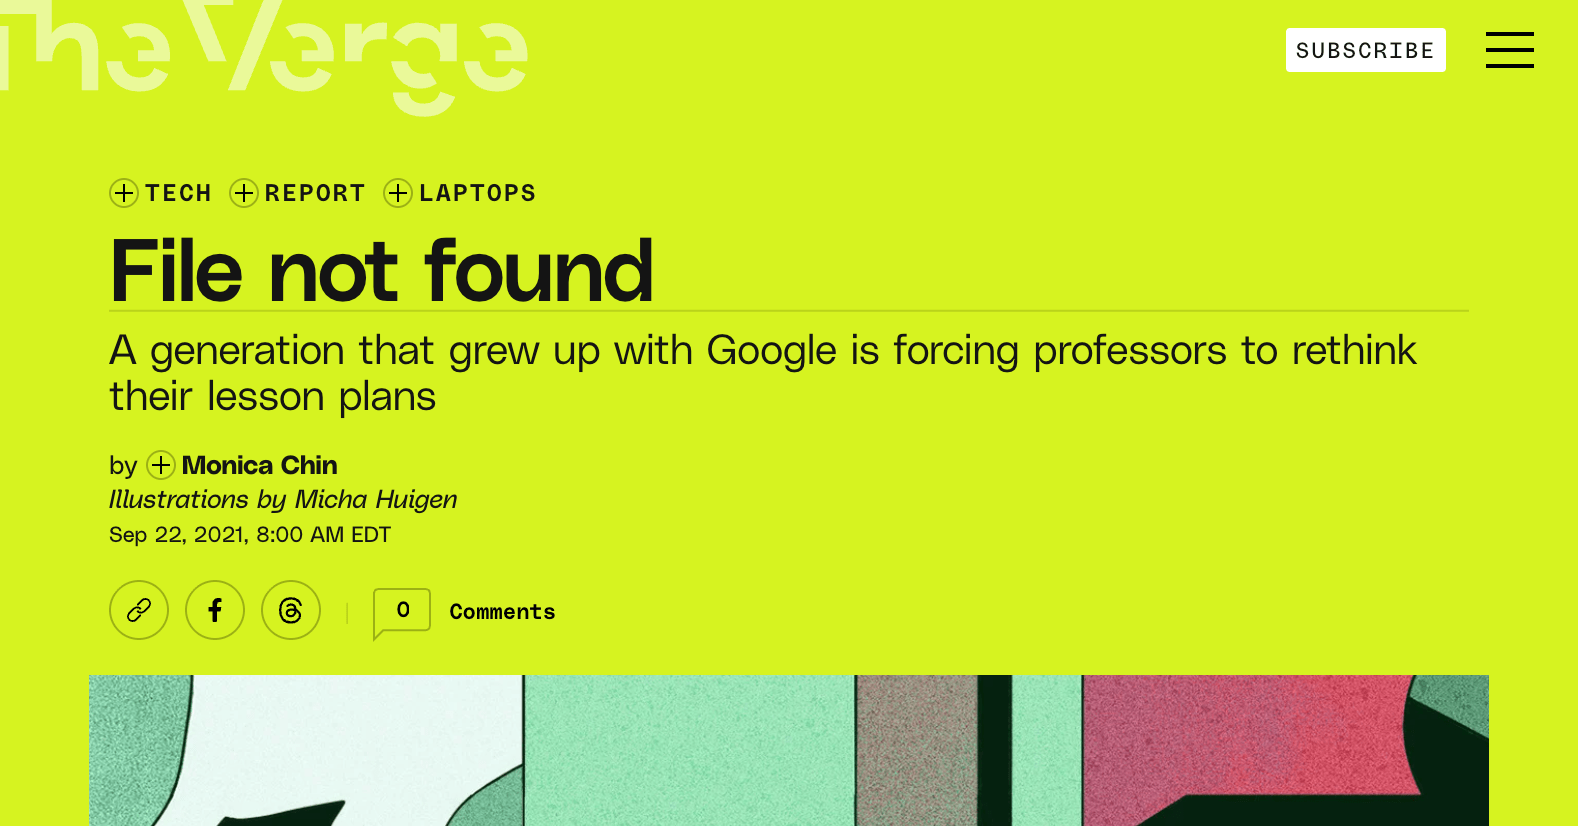 The Verge
SUBSCRIBE
TECH REPORT LAPTOPS
File not found
A generation that grew up with Google is forcing professors to rethink
their lesson plans
by Monica Chin
Illustrations by Micha Huigen
Sep 22, 2021, 8:00 AM EDT
0 Comments